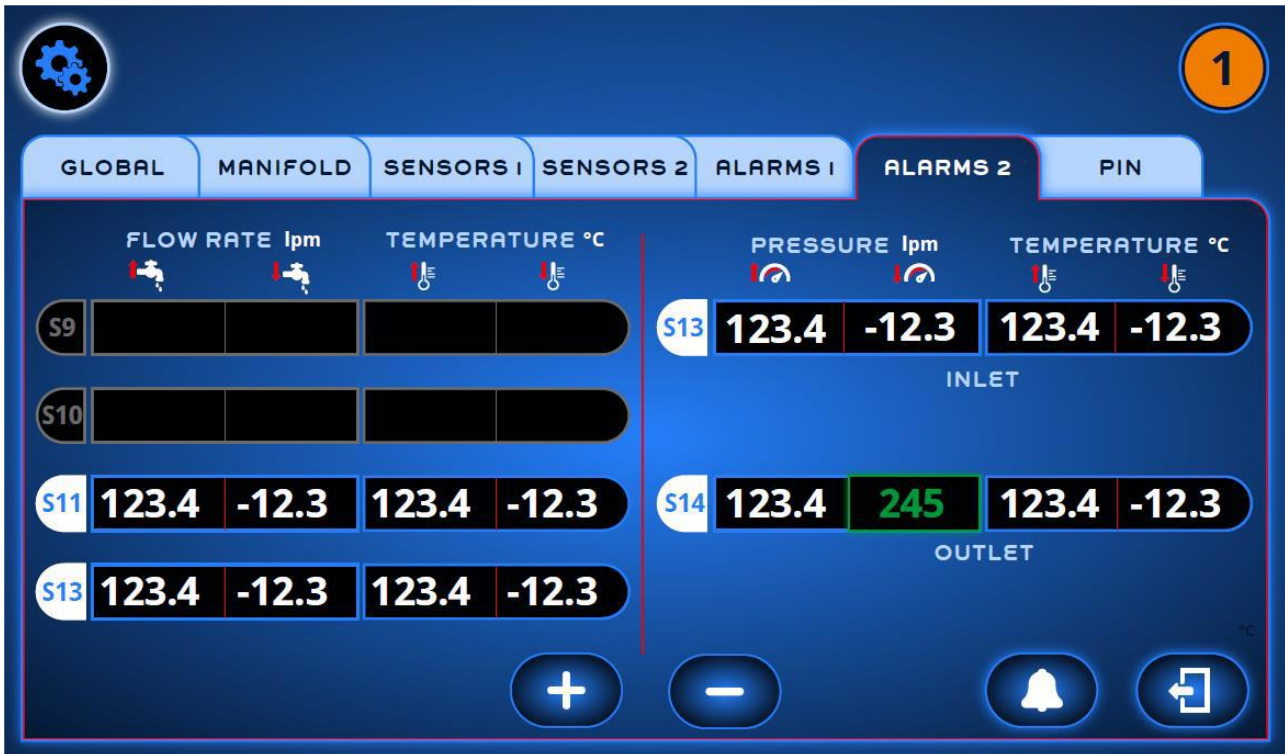 1
GLOBAL MANIFOLD SENSORS 1 SENSORS 2 ALARMS 1 ALARMS 2 PIN
FLOW RATE lpm TEMPERATURE °C PRESSURE lpm TEMPERATURE °C
S9 S13 123.4 -12.3 123.4 -12.3
INLET
S10
S11 123.4 -12.3 123.4 -12.3 S14 123.4 245 123.4 -12.3
OUTLET
S13 123.4 -12.3 123.4 -12.3
°C